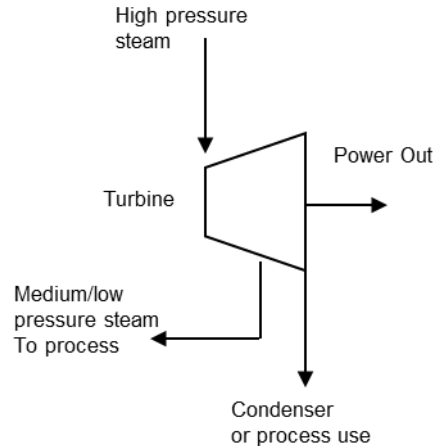 High pressure
steam
Power Out
Turbine
Medium/low
pressure steam
To process
Condenser
or process use